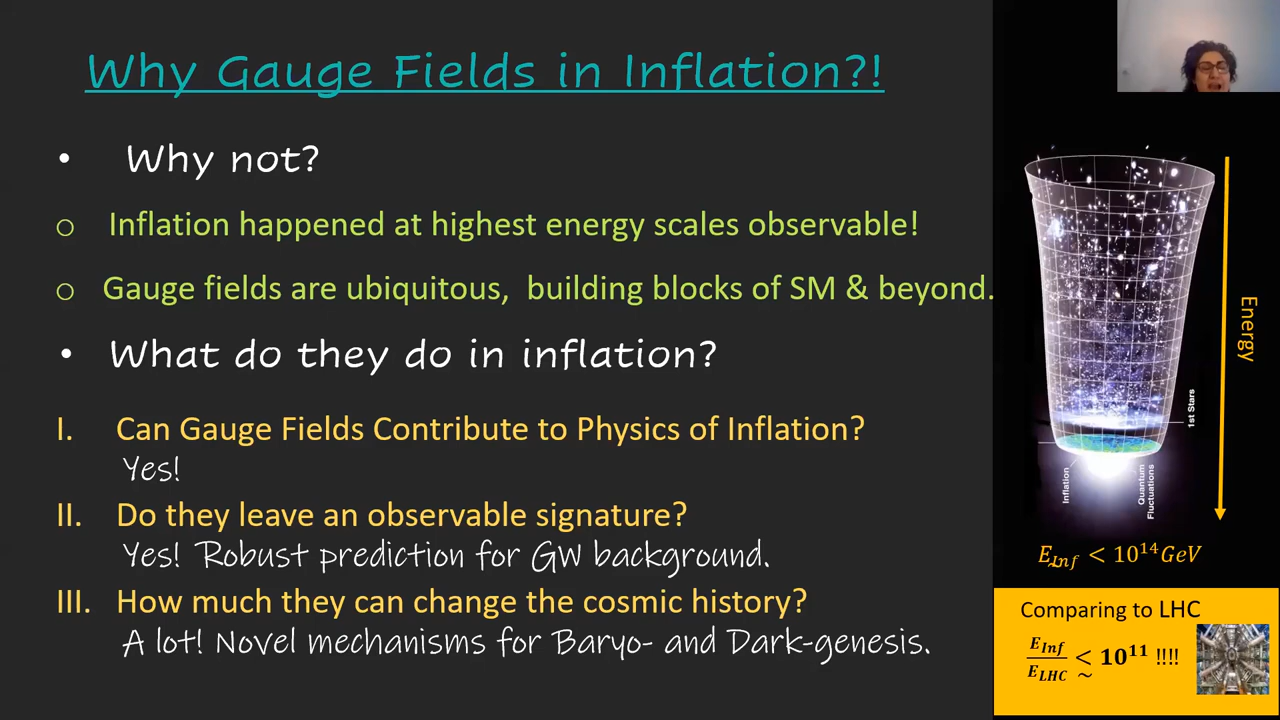 Why Gauge Fields in Inflation?!
• Why not?
o Inflation happened at highest energy scales observable!
o Gauge fields are ubiquitous, building blocks of SM & beyond.
• What do they do in inflation?
I. Can Gauge Fields Contribute to Physics of Inflation?
Yes!
II. Do they leave an observable signature?
Yes! Robust prediction for GW background.
III. How much they can change the cosmic history?
A lot! Novel mechanisms for Baryo- and Dark-genesis.
Energy
1st Stars
Inflation
Quantum
Fluctuations
E_Inf < 10^14 GeV
Comparing to LHC
E_Inf / E_LHC ≲ 10^11 !!!!